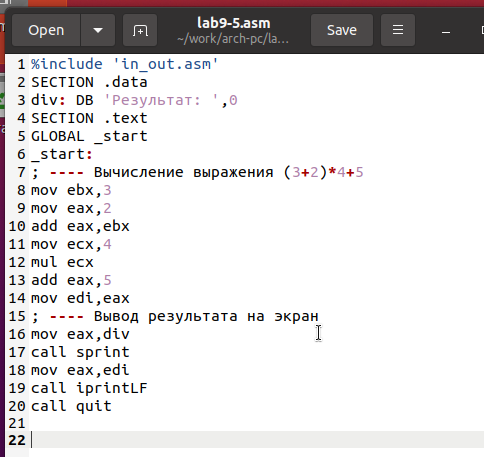 Open
lab9-5.asm
~/work/arch-pc/la...
Save
1 %include 'in_out.asm'
2 SECTION .data
3 div: DB 'Результат: ',0
4 SECTION .text
5 GLOBAL _start
6 _start:
7 ; ---- Вычисление выражения (3+2)*4+5
8 mov ebx,3
9 mov eax,2
10 add eax,ebx
11 mov ecx,4
12 mul ecx
13 add eax,5
14 mov edi,eax
15 ; ---- Вывод результата на экран
16 mov eax,div
17 call sprint
18 mov eax,edi
19 call iprintLF
20 call quit
21
22